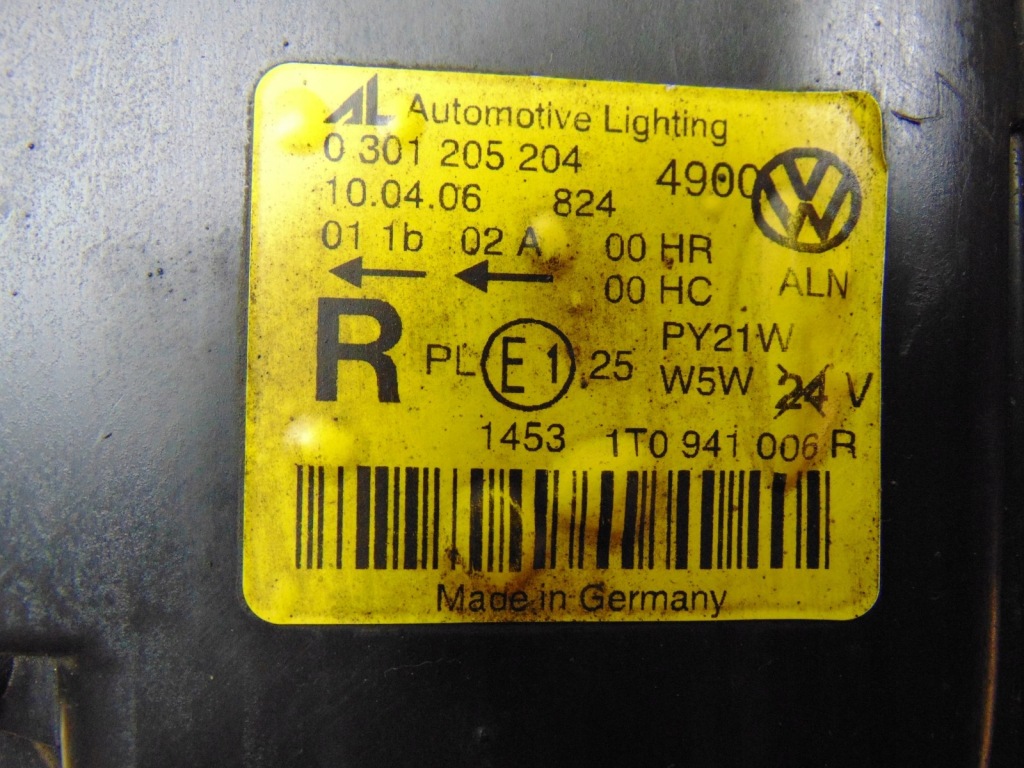 AL Automotive Lighting
0 301 205 204
4900
10.04.06 824
01 1b 02 A 00 HR
00 HC ALN
R PL E1 25 PY21W
W5W 24 V
1453 1T0 941 006 R
Made in Germany